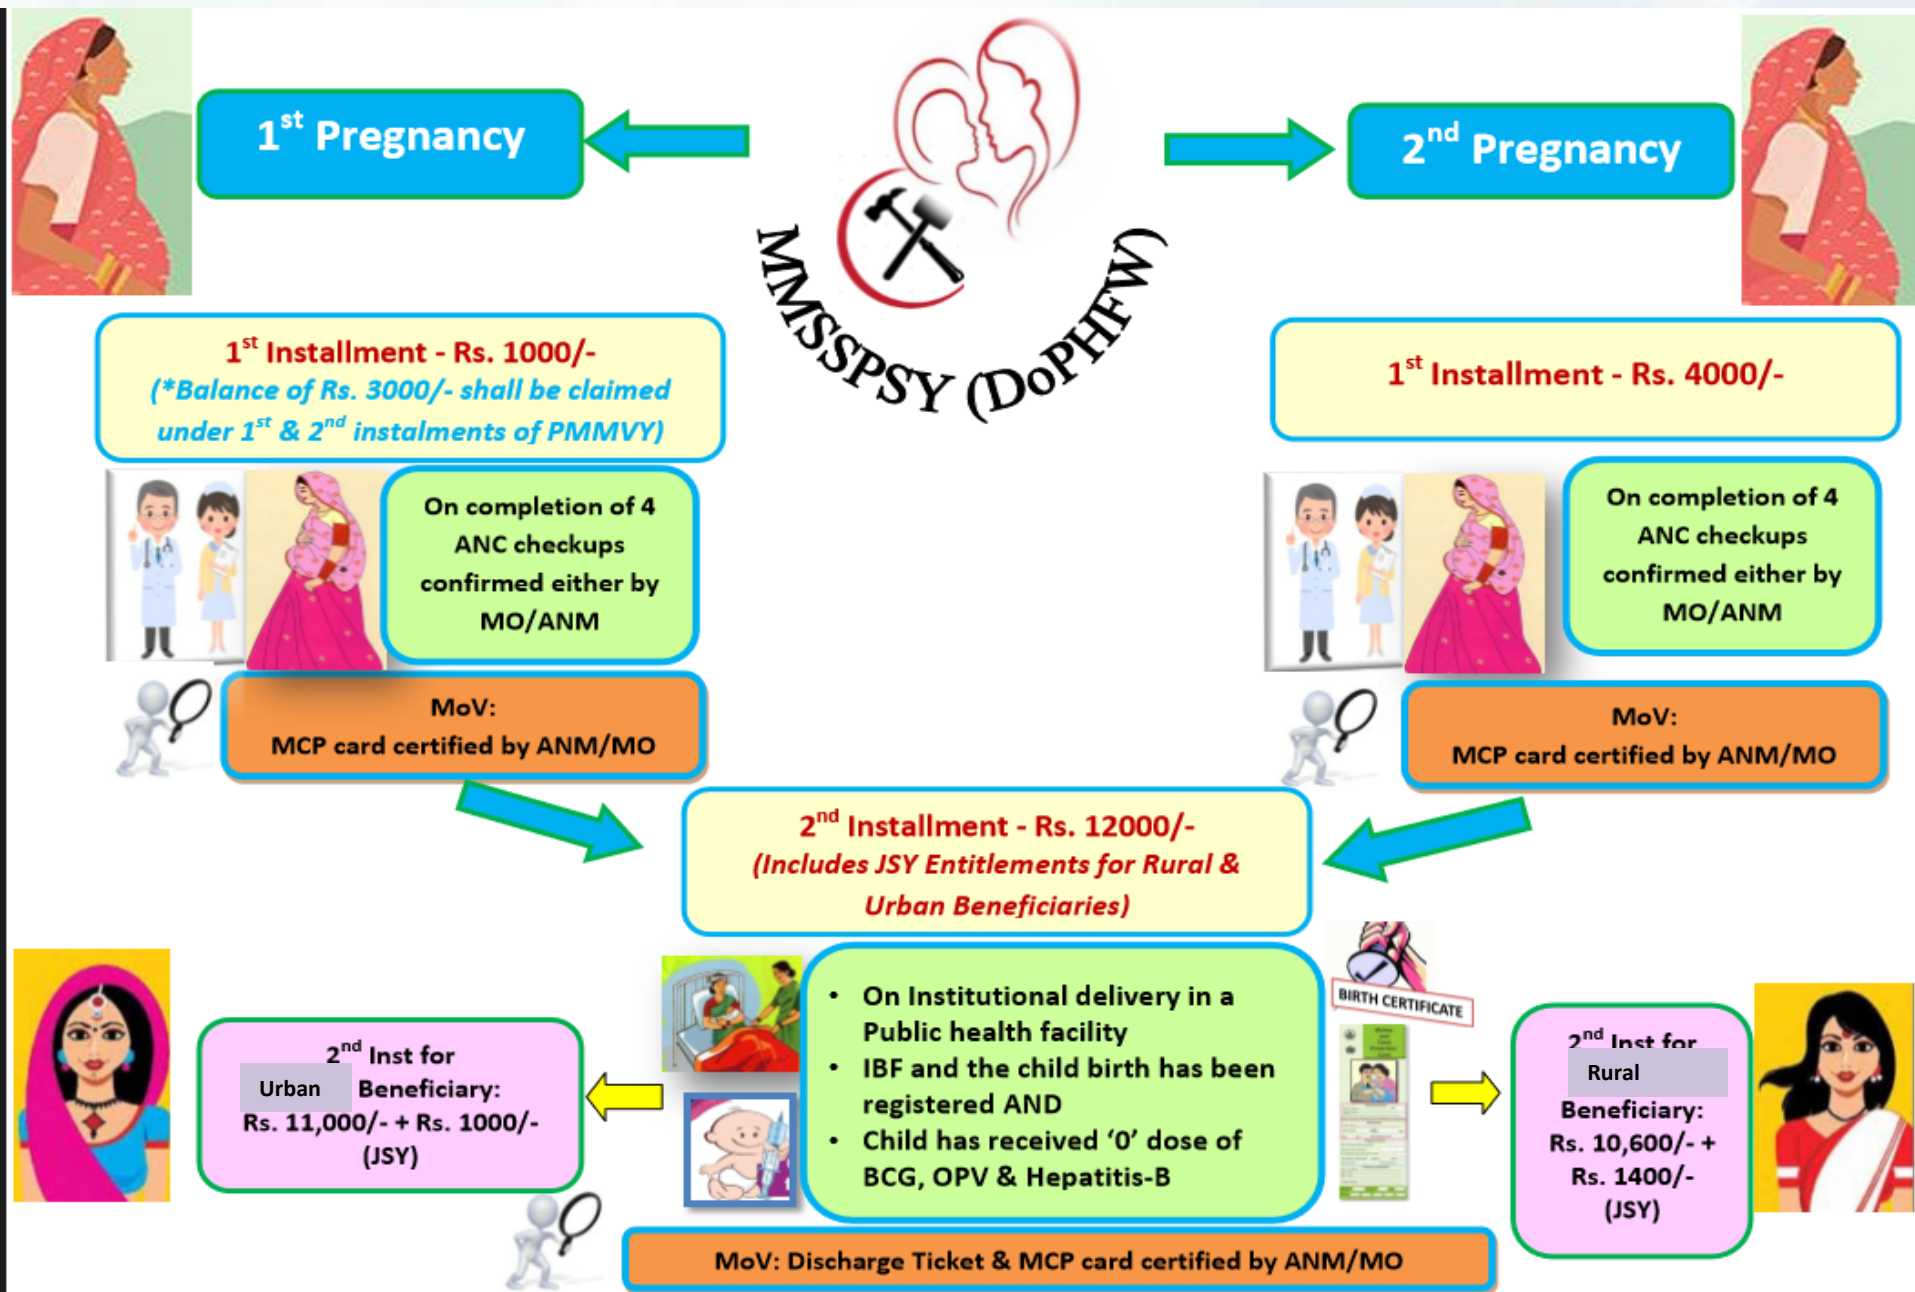 1st Pregnancy
2nd Pregnancy
MMSSPSY (DoPHFW)
1st Installment - Rs. 1000/-
(*Balance of Rs. 3000/- shall be claimed
under 1st & 2nd instalments of PMMVY)
1st Installment - Rs. 4000/-
On completion of 4
ANC checkups
confirmed either by
MO/ANM
On completion of 4
ANC checkups
confirmed either by
MO/ANM
MoV:
MCP card certified by ANM/MO
MoV:
MCP card certified by ANM/MO
2nd Installment - Rs. 12000/-
(Includes JSY Entitlements for Rural &
Urban Beneficiaries)
2nd Inst for
Urban Beneficiary:
Rs. 11,000/- + Rs. 1000/-
(JSY)
• On Institutional delivery in a
Public health facility
• IBF and the child birth has been
registered AND
• Child has received ‘0’ dose of
BCG, OPV & Hepatitis-B
BIRTH CERTIFICATE
Mother
and
Child
Protection
Card
2nd Inst for
Rural
Beneficiary:
Rs. 10,600/- +
Rs. 1400/-
(JSY)
MoV: Discharge Ticket & MCP card certified by ANM/MO